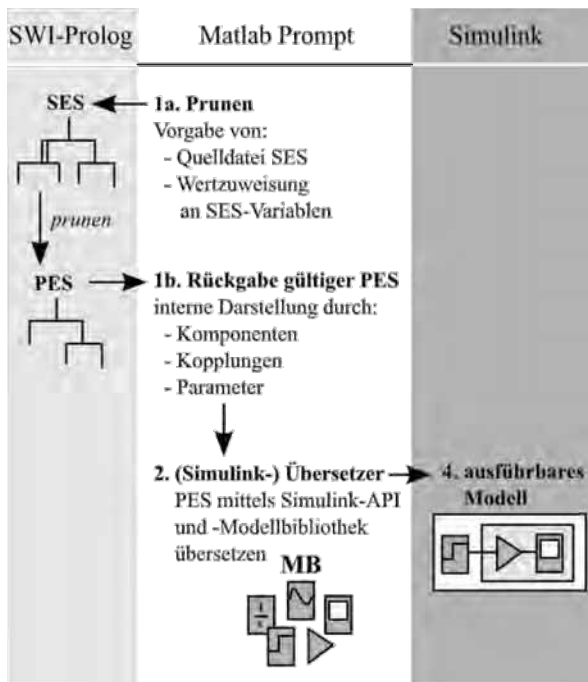 SWI-Prolog
Matlab Prompt
Simulink
SES
1a. Prunen
Vorgabe von:
- Quelldatei SES
- Wertzuweisung
an SES-Variablen
prunen
PES
1b. Rückgabe gültiger PES
interne Darstellung durch:
- Komponenten
- Kopplungen
- Parameter
2. (Simulink-) Übersetzer
PES mittels Simulink-API
und -Modellbibliothek
übersetzen
4. ausführbares
Modell
MB
1
s